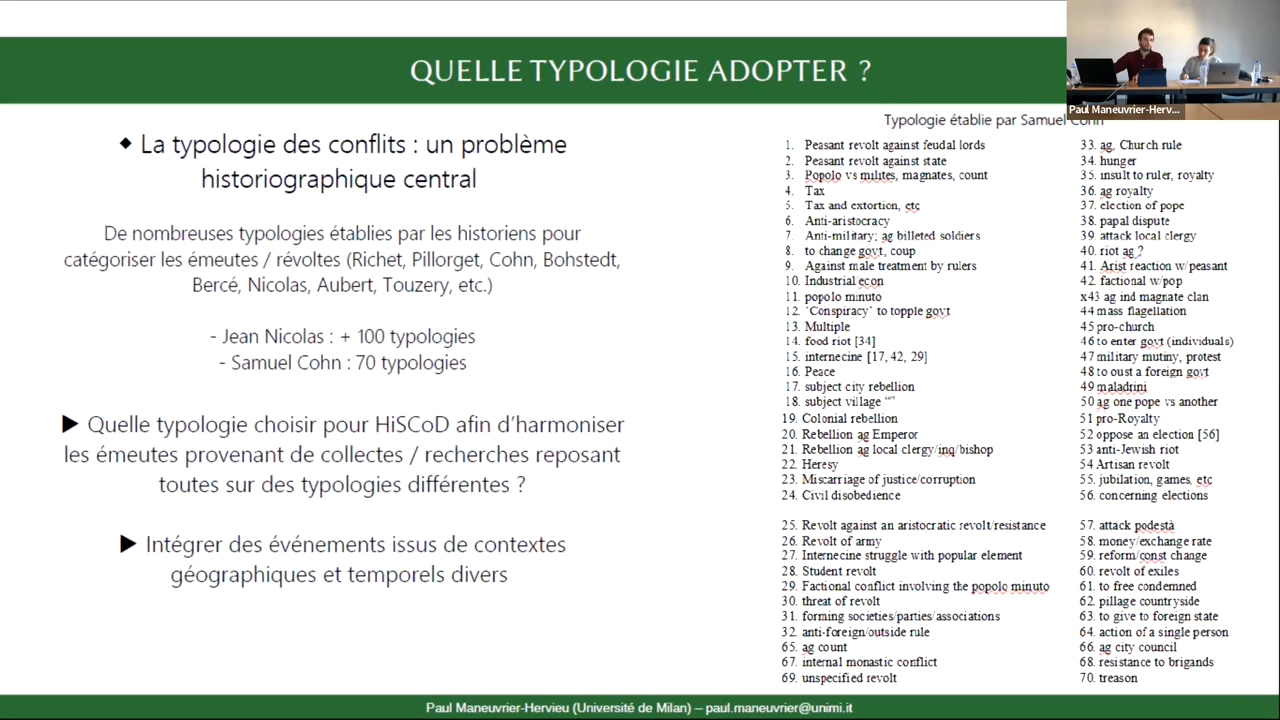 QUELLE TYPOLOGIE ADOPTER ?
Paul Maneuvrier-Herv...
◆ La typologie des conflits : un problème
historiographique central
De nombreuses typologies établies par les historiens pour
catégoriser les émeutes / révoltes (Richet, Pillorget, Cohn, Bohstedt,
Bercé, Nicolas, Aubert, Touzery, etc.)
- Jean Nicolas : + 100 typologies
- Samuel Cohn : 70 typologies
▶ Quelle typologie choisir pour HiSCoD afin d'harmoniser
les émeutes provenant de collectes / recherches reposant
toutes sur des typologies différentes ?
▶ Intégrer des événements issus de contextes
géographiques et temporels divers
Typologie établie par Samuel Cohn
1. Peasant revolt against feudal lords
2. Peasant revolt against state
3. Popolo vs milites, magnates, count
4. Tax
5. Tax and extortion, etc
6. Anti-aristocracy
7. Anti-military; ag billeted soldiers
8. to change govt, coup
9. Against male treatment by rulers
10. Industrial/econ
11. popolo minuto
12. `Conspiracy` to topple govt
13. Multiple
14. food riot [34]
15. internecine [17, 42, 29]
16. Peace
17. subject city rebellion
18. subject village “”
19. Colonial rebellion
20. Rebellion ag Emperor
21. Rebellion ag local clergy/inq/bishop
22. Heresy
23. Miscarriage of justice/corruption
24. Civil disobedience
25. Revolt against an aristocratic revolt/resistance
26. Revolt of army
27. Internecine struggle with popular element
28. Student revolt
29. Factional conflict involving the popolo minuto
30. threat of revolt
31. forming societies/parties/associations
32. anti-foreign/outside rule
65. ag count
67. internal monastic conflict
69. unspecified revolt
33. ag. Church rule
34. hunger
35. insult to ruler, royalty
36. ag royalty
37. election of pope
38. papal dispute
39. attack local clergy
40. riot ag ?
41. Arist reaction w/peasant
42. factional w/pop
x43 ag ind magnate clan
44 mass flagellation
45 pro-church
46 to enter govt (individuals)
47 military mutiny, protest
48 to oust a foreign govt
49 maladrini
50 ag one pope vs another
51 pro-Royalty
52 oppose an election [56]
53 anti-Jewish riot
54 Artisan revolt
55. jubilation, games, etc
56. concerning elections
57. attack podestà
58. money/exchange rate
59. reform/const change
60. revolt of exiles
61. to free condemned
62. pillage countryside
63. to give to foreign state
64. action of a single person
66. ag city council
68. resistance to brigands
70. treason
Paul Maneuvrier-Hervieu (Université de Milan) – paul.maneuvrier@unimi.it